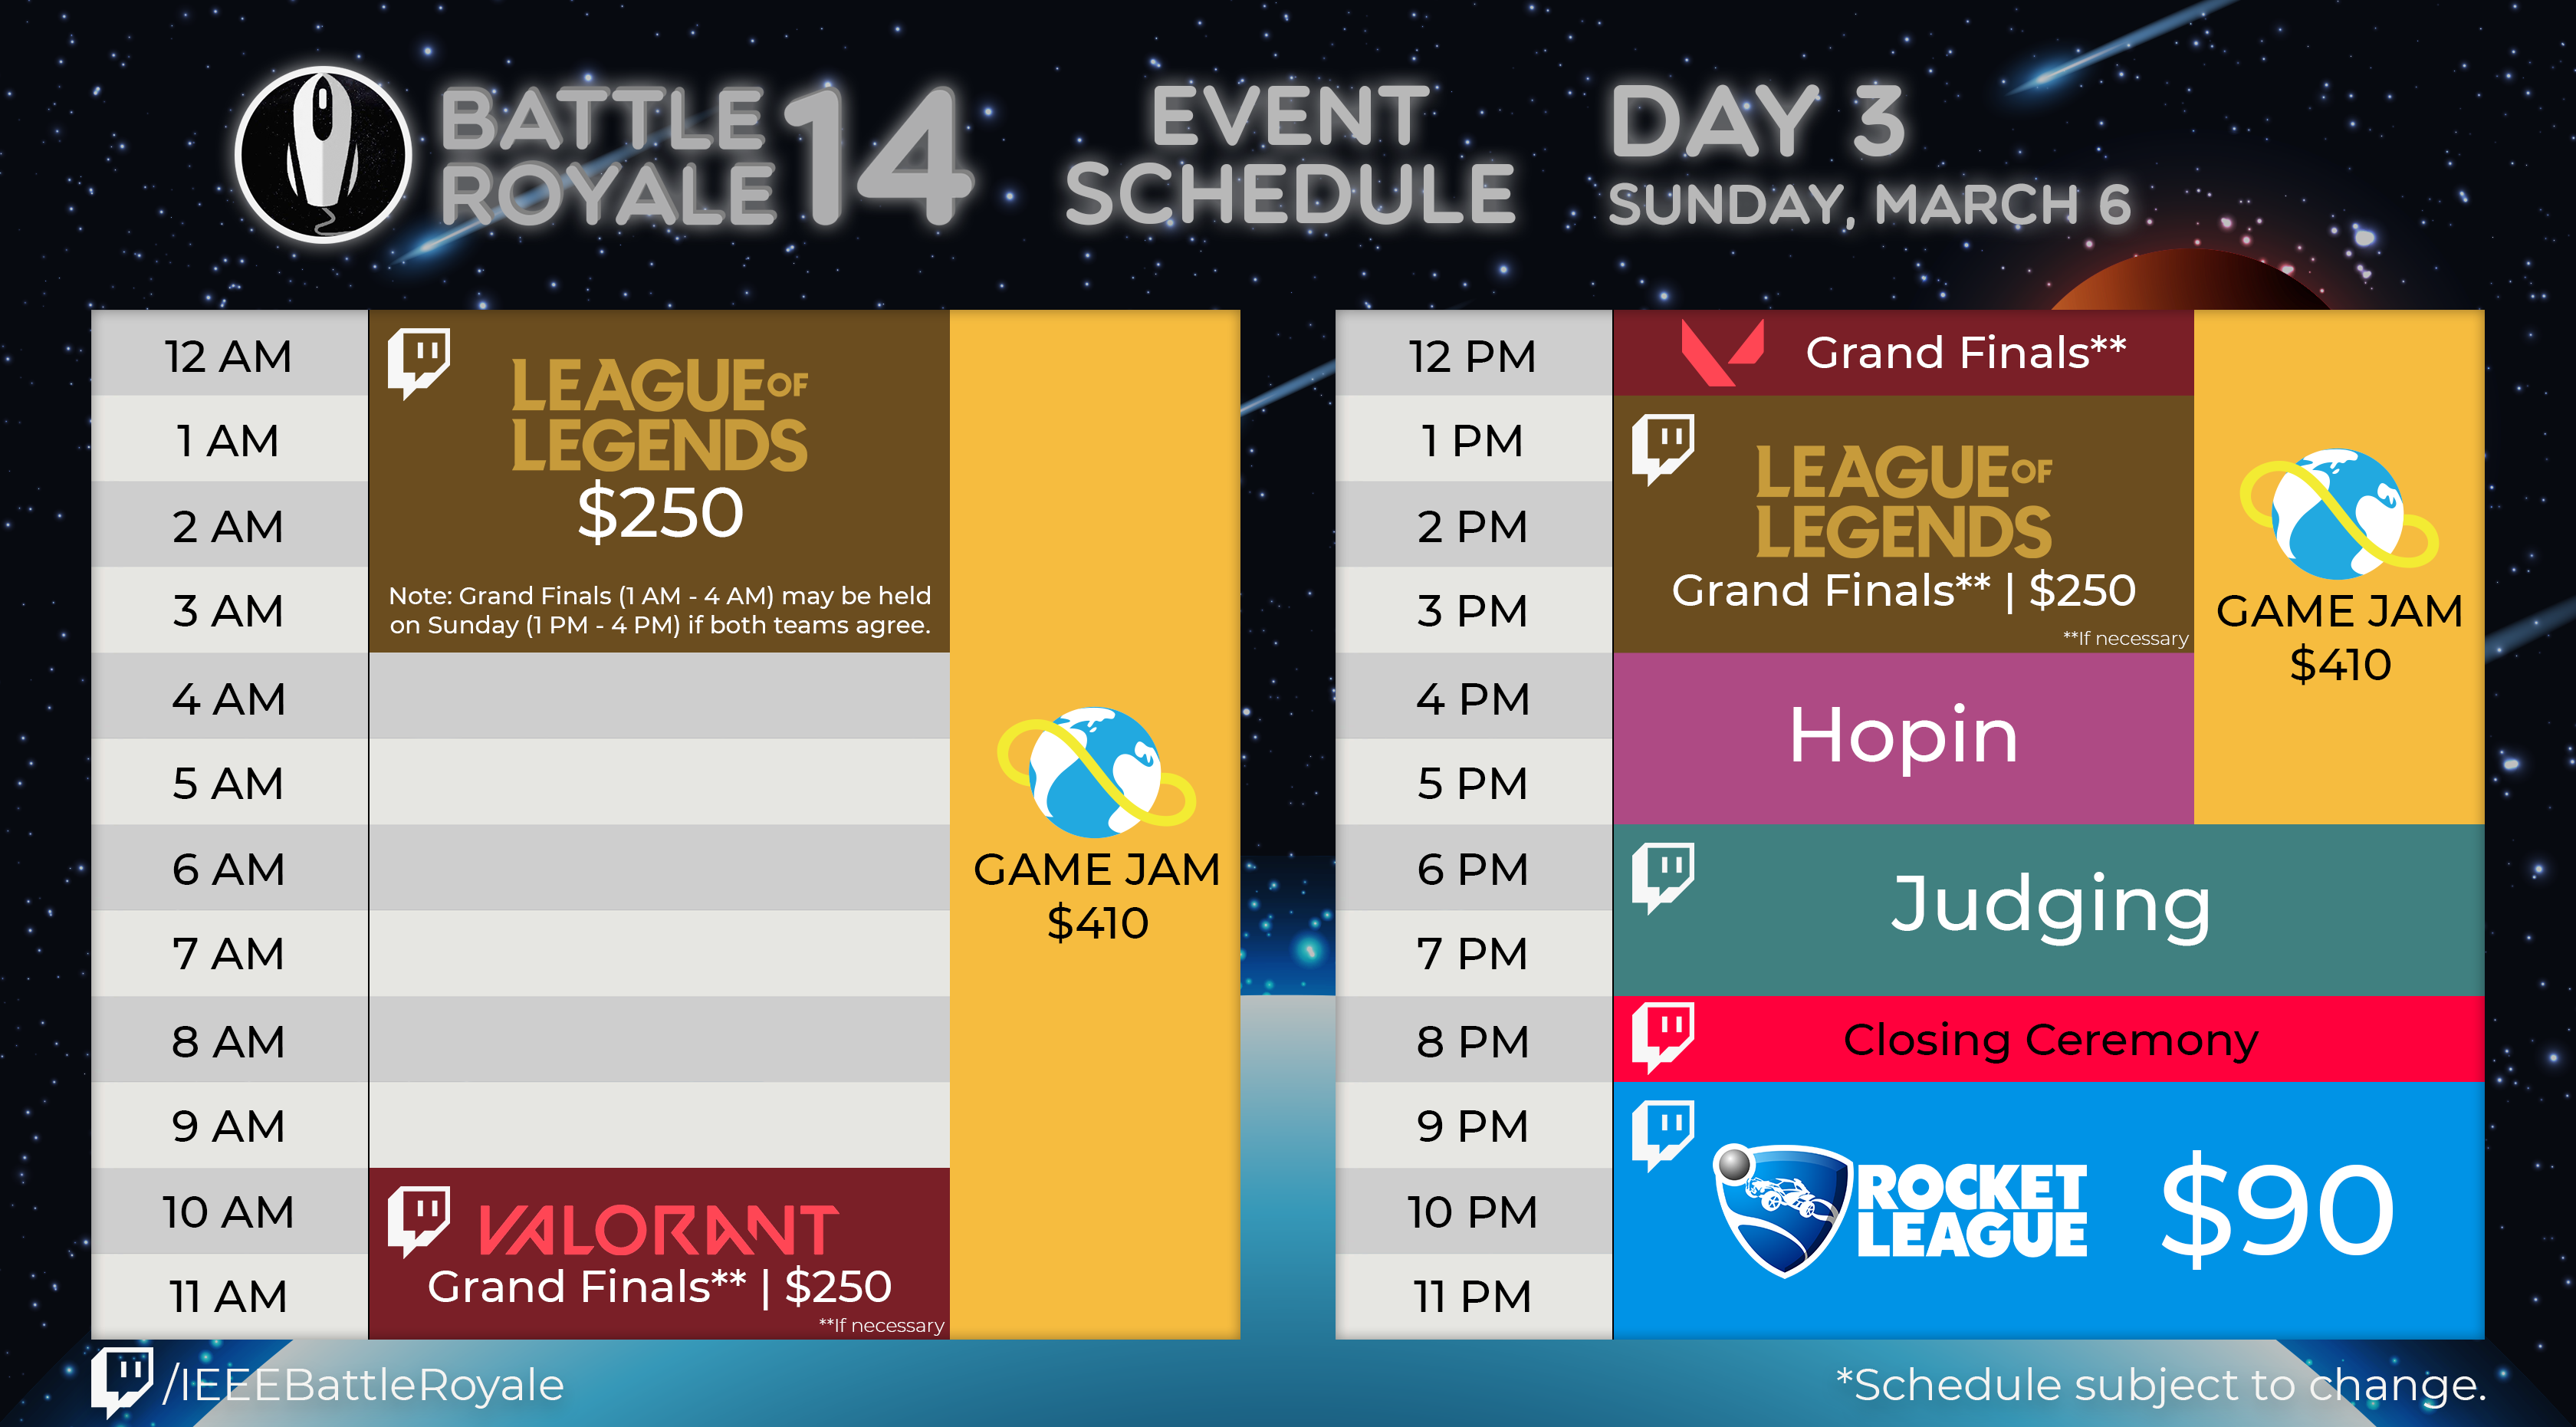 BATTLE
ROYALE 14
EVENT
SCHEDULE
DAY 3
SUNDAY, MARCH 6
12 AM
1 AM
2 AM
3 AM
4 AM
5 AM
6 AM
7 AM
8 AM
9 AM
10 AM
11 AM
LEAGUE OF
LEGENDS
$250
Note: Grand Finals (1 AM - 4 AM) may be held
on Sunday (1 PM - 4 PM) if both teams agree.
VALORANT
Grand Finals** | $250
**If necessary
GAME JAM
$410
12 PM
1 PM
2 PM
3 PM
4 PM
5 PM
6 PM
7 PM
8 PM
9 PM
10 PM
11 PM
Grand Finals**
LEAGUE OF
LEGENDS
Grand Finals** | $250
**If necessary
GAME JAM
$410
Hopin
Judging
Closing Ceremony
ROCKET
LEAGUE
$90
/IEEEBattleRoyale
*Schedule subject to change.